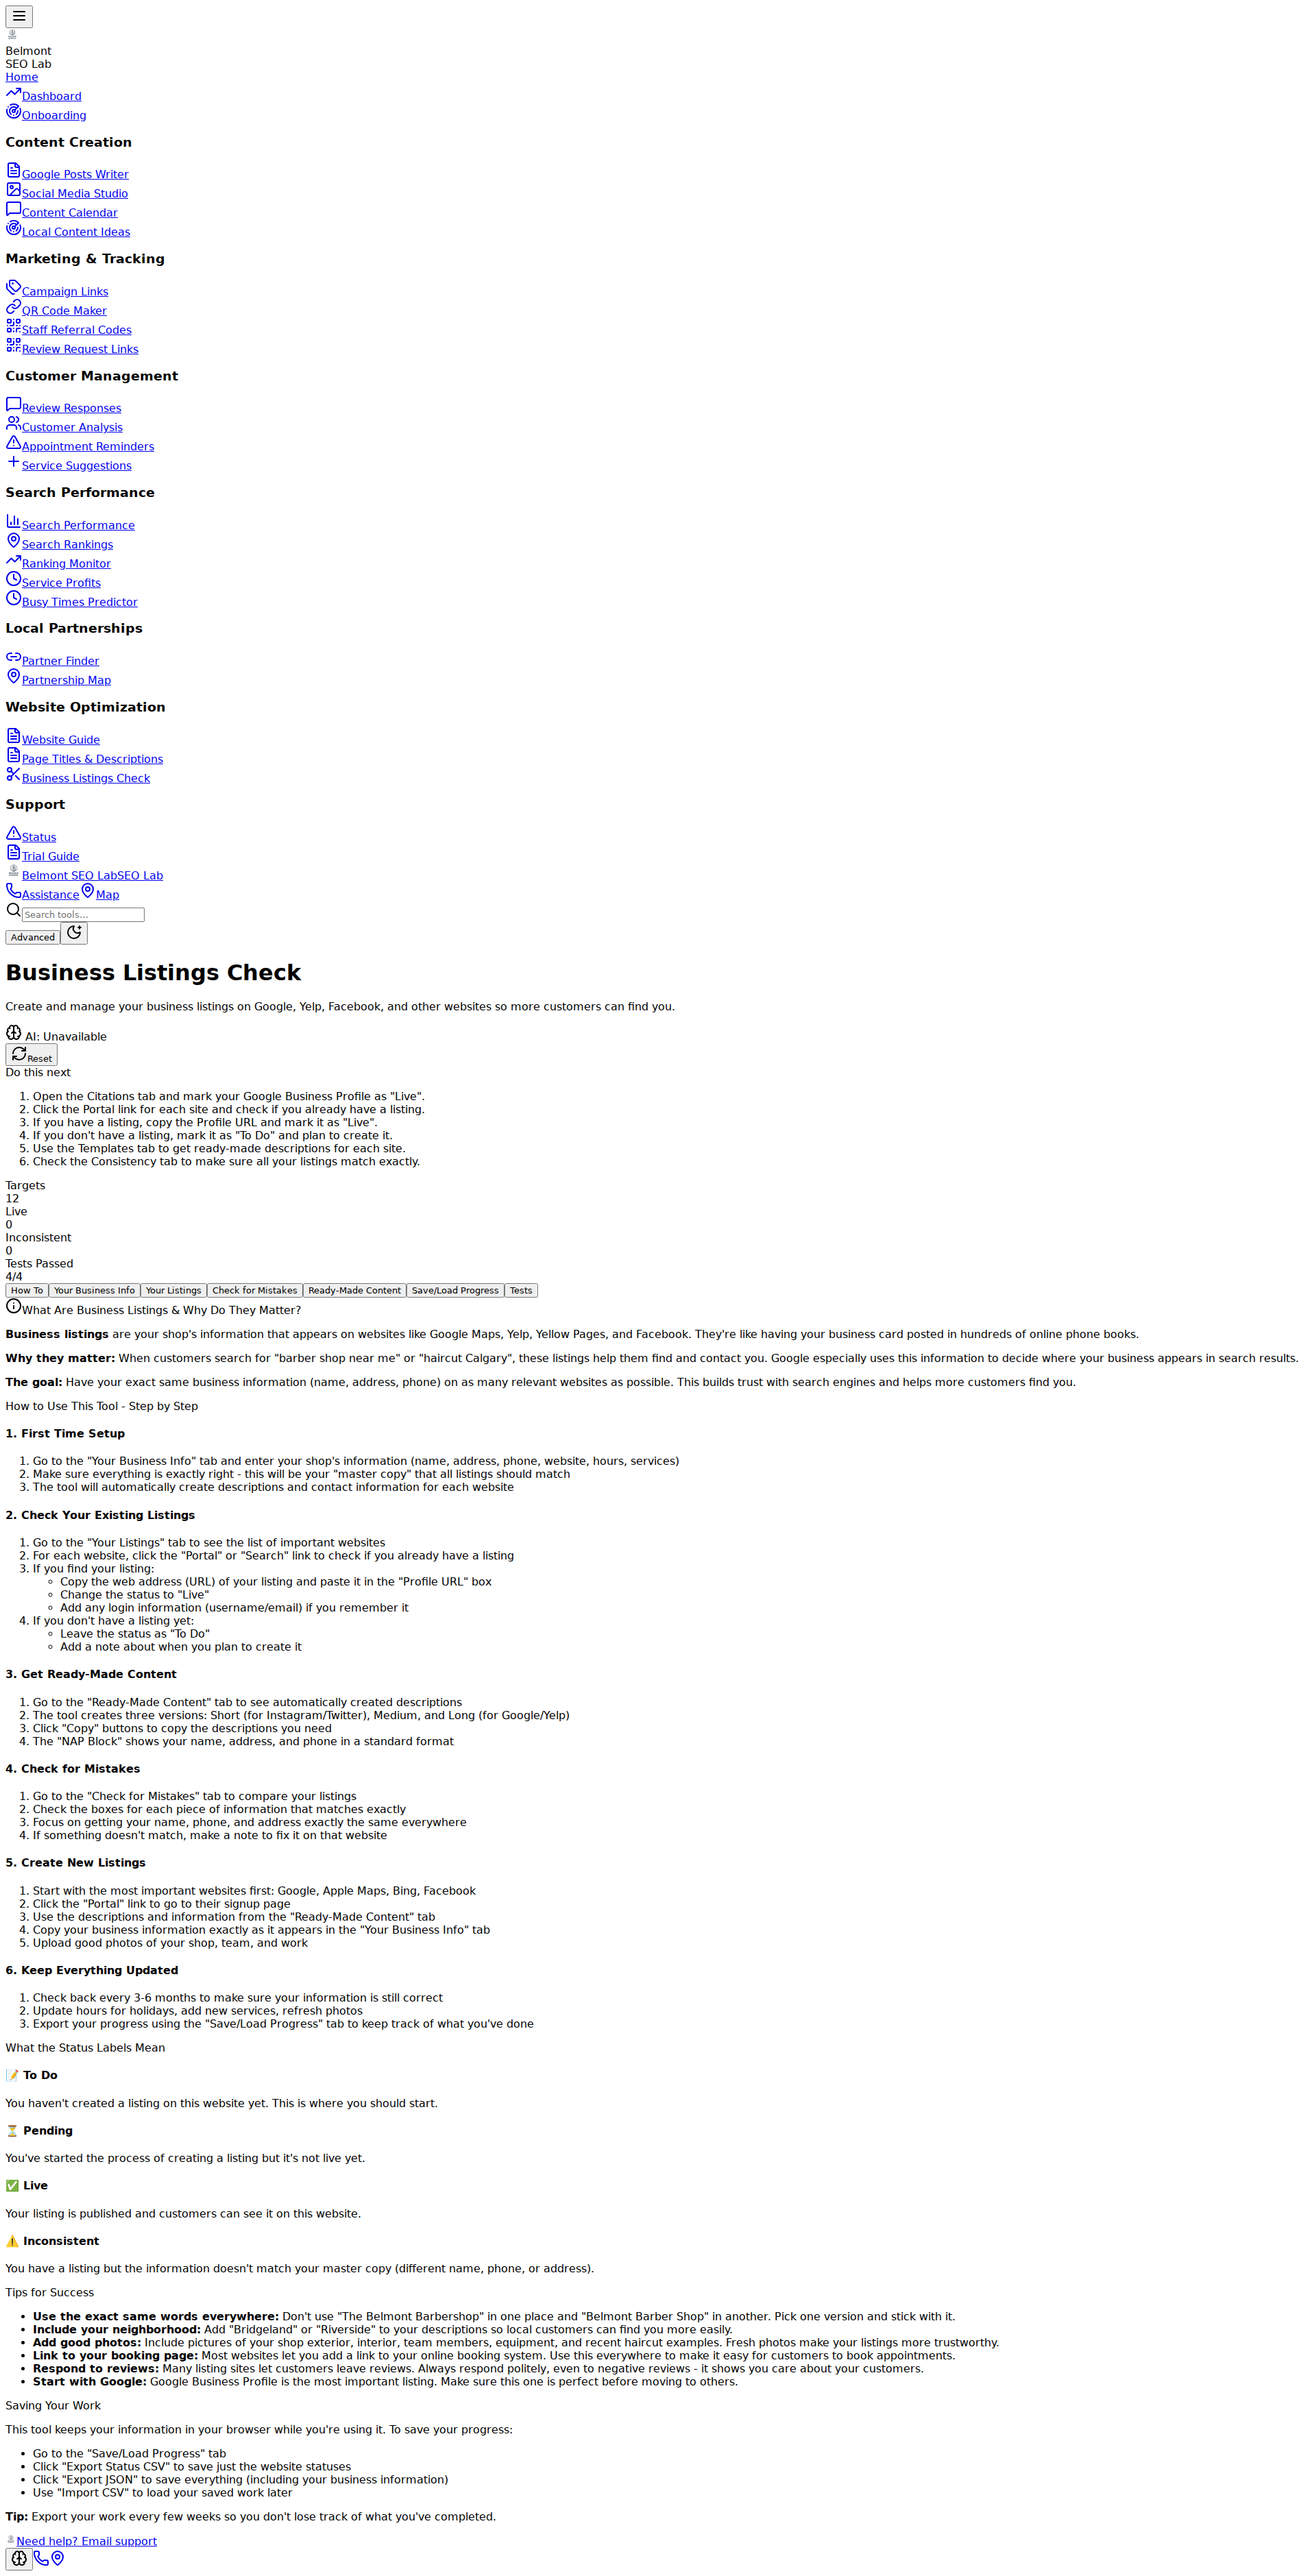 Belmont
SEO Lab
Home
Dashboard
Onboarding
Content Creation
Google Posts Writer
Social Media Studio
Content Calendar
Local Content Ideas
Marketing & Tracking
Campaign Links
QR Code Maker
Staff Referral Codes
Review Request Links
Customer Management
Review Responses
Customer Analysis
Appointment Reminders
Service Suggestions
Search Performance
Search Performance
Search Rankings
Ranking Monitor
Service Profits
Busy Times Predictor
Local Partnerships
Partner Finder
Partnership Map
Website Optimization
Website Guide
Page Titles & Descriptions
Business Listings Check
Support
Status
Trial Guide
Belmont SEO LabSEO Lab
Assistance Map
Search tools...
Advanced
Business Listings Check
Create and manage your business listings on Google, Yelp, Facebook, and other websites so more customers can find you.
AI: Unavailable
Reset
Do this next
1. Open the Citations tab and mark your Google Business Profile as "Live".
2. Click the Portal link for each site and check if you already have a listing.
3. If you have a listing, copy the Profile URL and mark it as "Live".
4. If you don't have a listing, mark it as "To Do" and plan to create it.
5. Use the Templates tab to get ready-made descriptions for each site.
6. Check the Consistency tab to make sure all your listings match exactly.
Targets
12
Live
0
Inconsistent
0
Tests Passed
4/4
How To Your Business Info Your Listings Check for Mistakes Ready-Made Content Save/Load Progress Tests
What Are Business Listings & Why Do They Matter?
Business listings are your shop's information that appears on websites like Google Maps, Yelp, Yellow Pages, and Facebook. They're like having your business card posted in hundreds of online phone books.
Why they matter: When customers search for "barber shop near me" or "haircut Calgary", these listings help them find and contact you. Google especially uses this information to decide where your business appears in search results.
The goal: Have your exact same business information (name, address, phone) on as many relevant websites as possible. This builds trust with search engines and helps more customers find you.
How to Use This Tool - Step by Step
1. First Time Setup
1. Go to the "Your Business Info" tab and enter your shop's information (name, address, phone, website, hours, services)
2. Make sure everything is exactly right - this will be your "master copy" that all listings should match
3. The tool will automatically create descriptions and contact information for each website
2. Check Your Existing Listings
1. Go to the "Your Listings" tab to see the list of important websites
2. For each website, click the "Portal" or "Search" link to check if you already have a listing
3. If you find your listing:
◦ Copy the web address (URL) of your listing and paste it in the "Profile URL" box
◦ Change the status to "Live"
◦ Add any login information (username/email) if you remember it
4. If you don't have a listing yet:
◦ Leave the status as "To Do"
◦ Add a note about when you plan to create it
3. Get Ready-Made Content
1. Go to the "Ready-Made Content" tab to see automatically created descriptions
2. The tool creates three versions: Short (for Instagram/Twitter), Medium, and Long (for Google/Yelp)
3. Click "Copy" buttons to copy the descriptions you need
4. The "NAP Block" shows your name, address, and phone in a standard format
4. Check for Mistakes
1. Go to the "Check for Mistakes" tab to compare your listings
2. Check the boxes for each piece of information that matches exactly
3. Focus on getting your name, phone, and address exactly the same everywhere
4. If something doesn't match, make a note to fix it on that website
5. Create New Listings
1. Start with the most important websites first: Google, Apple Maps, Bing, Facebook
2. Click the "Portal" link to go to their signup page
3. Use the descriptions and information from the "Ready-Made Content" tab
4. Copy your business information exactly as it appears in the "Your Business Info" tab
5. Upload good photos of your shop, team, and work
6. Keep Everything Updated
1. Check back every 3-6 months to make sure your information is still correct
2. Update hours for holidays, add new services, refresh photos
3. Export your progress using the "Save/Load Progress" tab to keep track of what you've done
What the Status Labels Mean
📝 To Do
You haven't created a listing on this website yet. This is where you should start.
⏳ Pending
You've started the process of creating a listing but it's not live yet.
✅ Live
Your listing is published and customers can see it on this website.
⚠️ Inconsistent
You have a listing but the information doesn't match your master copy (different name, phone, or address).
Tips for Success
• Use the exact same words everywhere: Don't use "The Belmont Barbershop" in one place and "Belmont Barber Shop" in another. Pick one version and stick with it.
• Include your neighborhood: Add "Bridgeland" or "Riverside" to your descriptions so local customers can find you more easily.
• Add good photos: Include pictures of your shop exterior, interior, team members, equipment, and recent haircut examples. Fresh photos make your listings more trustworthy.
• Link to your booking page: Most websites let you add a link to your online booking system. Use this everywhere to make it easy for customers to book appointments.
• Respond to reviews: Many listing sites let customers leave reviews. Always respond politely, even to negative reviews - it shows you care about your customers.
• Start with Google: Google Business Profile is the most important listing. Make sure this one is perfect before moving to others.
Saving Your Work
This tool keeps your information in your browser while you're using it. To save your progress:
• Go to the "Save/Load Progress" tab
• Click "Export Status CSV" to save just the website statuses
• Click "Export JSON" to save everything (including your business information)
• Use "Import CSV" to load your saved work later
Tip: Export your work every few weeks so you don't lose track of what you've completed.
Need help? Email support